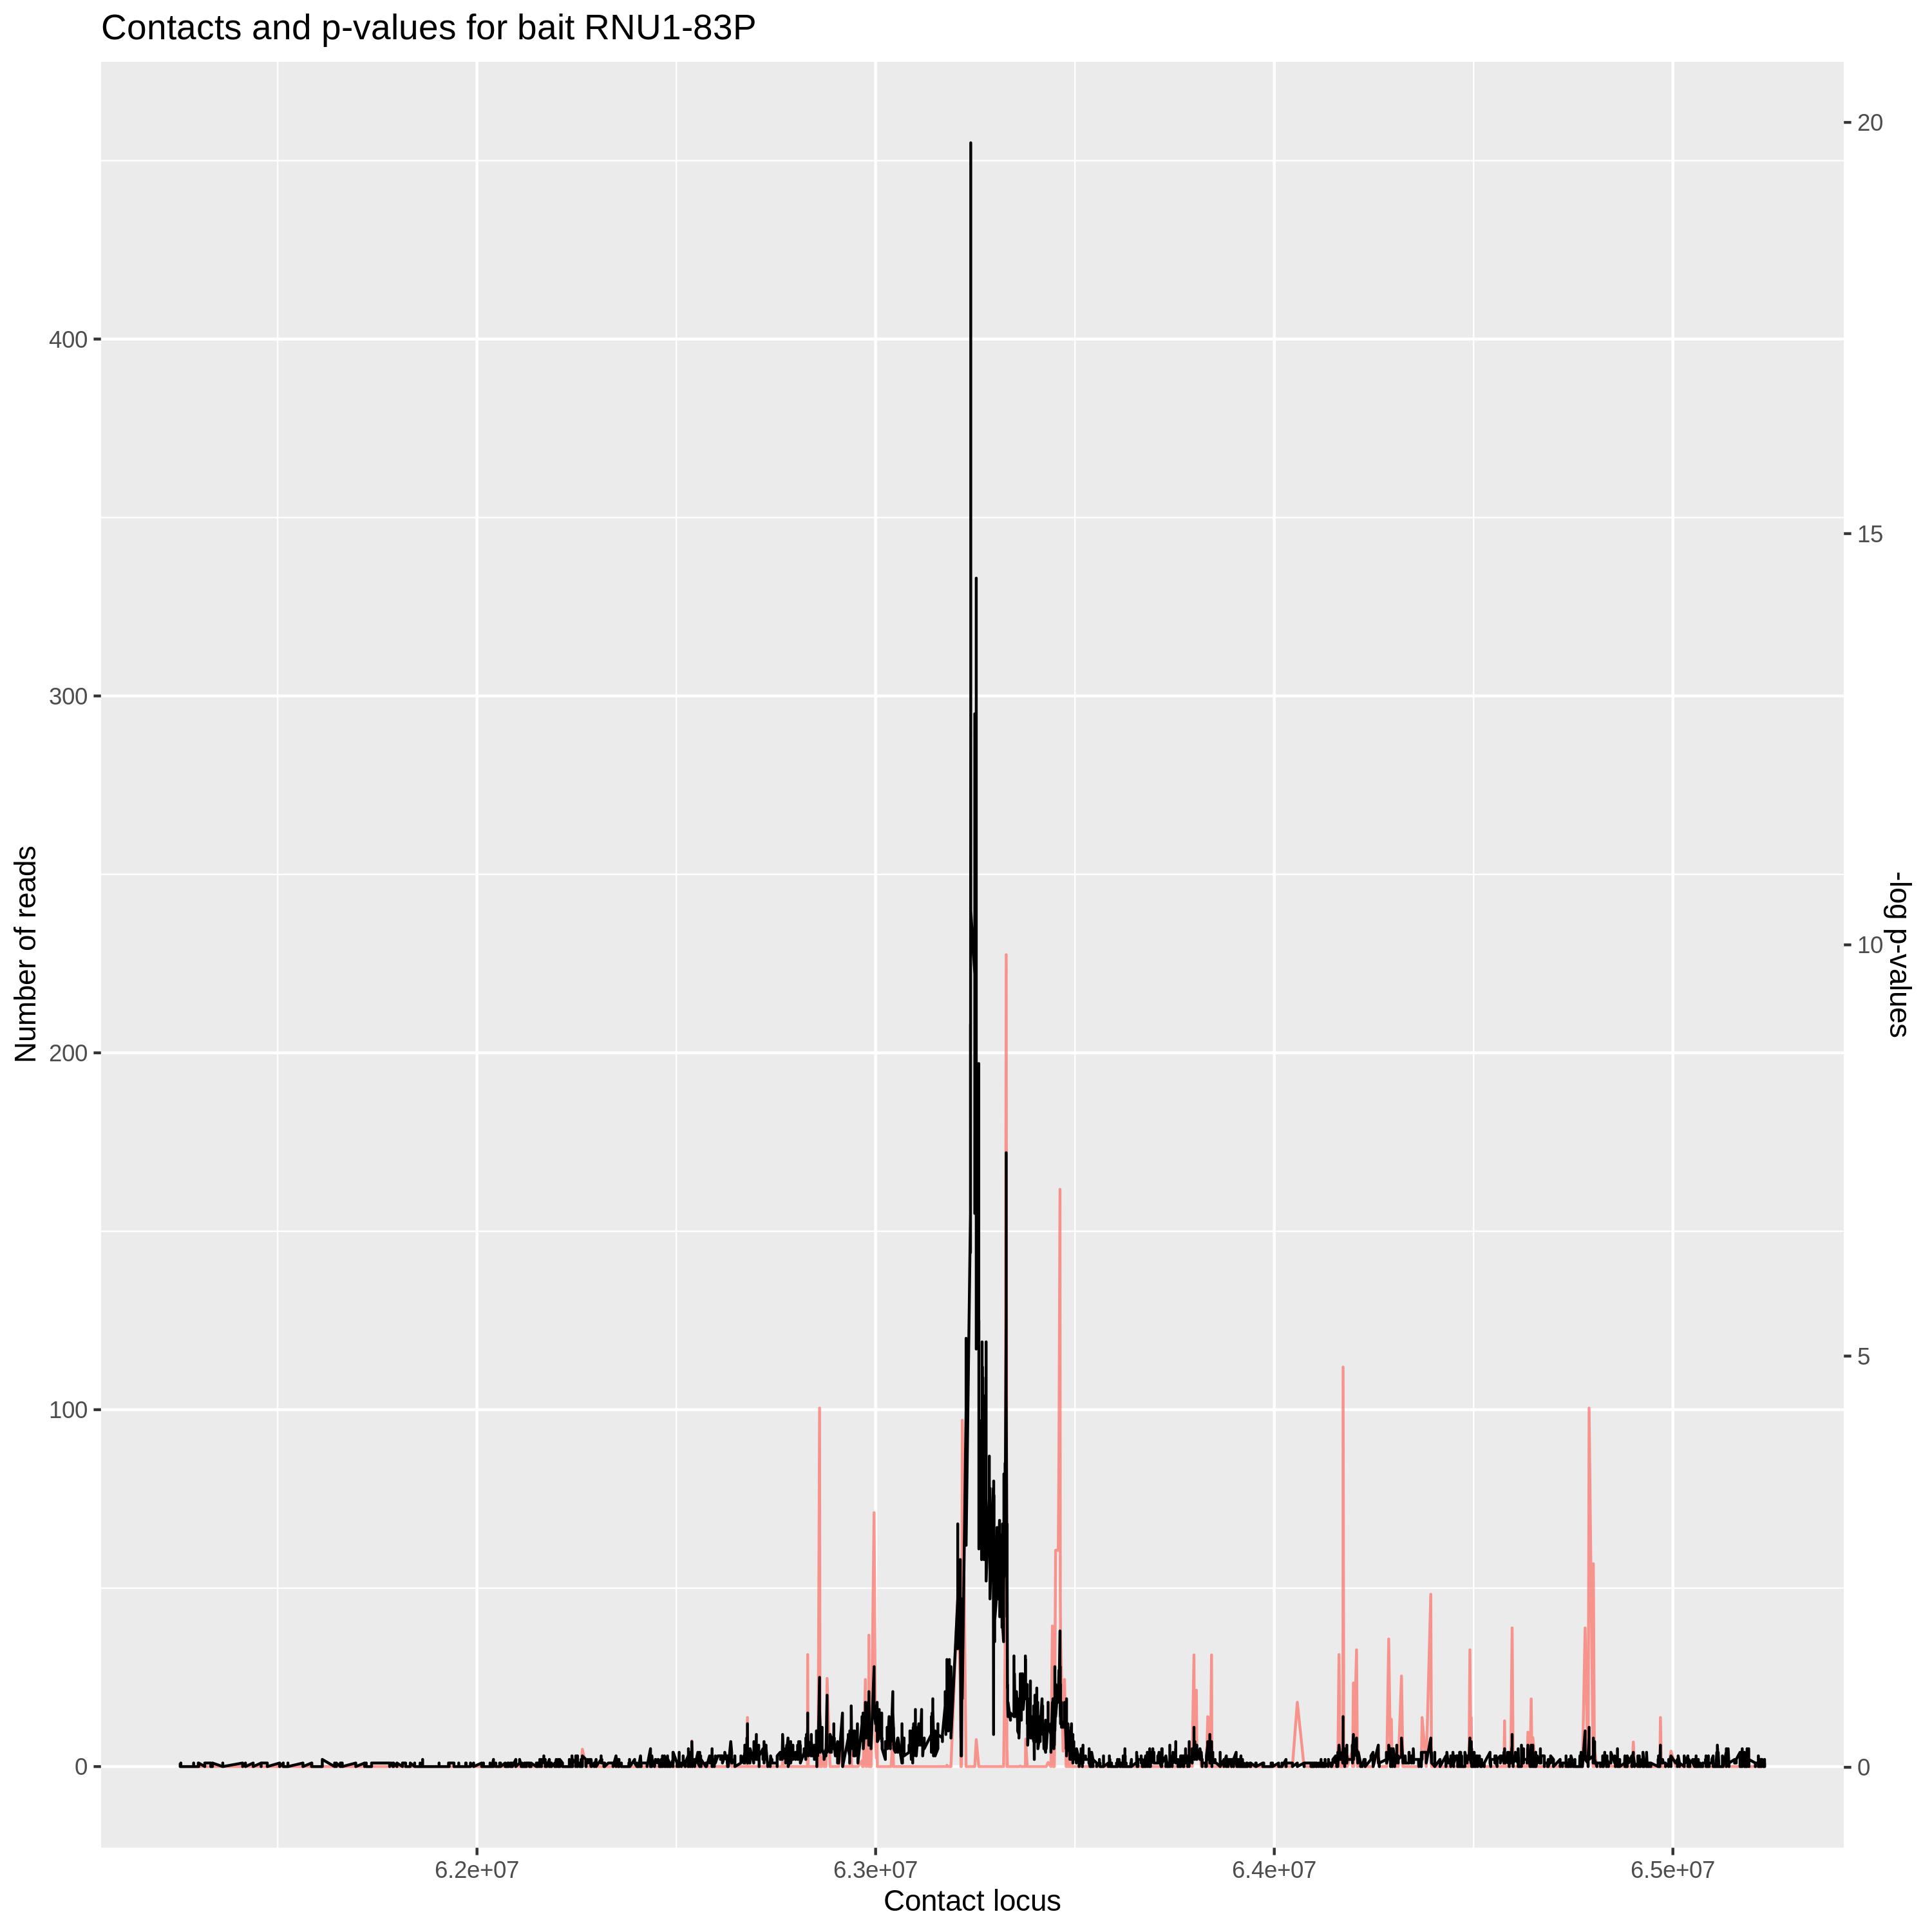 Contacts and p-values for bait RNU1-83P
Number of reads
400
300
200
100
0
20
15
10
5
0
-log p-values
6.2e+07
6.3e+07
6.4e+07
6.5e+07
Contact locus